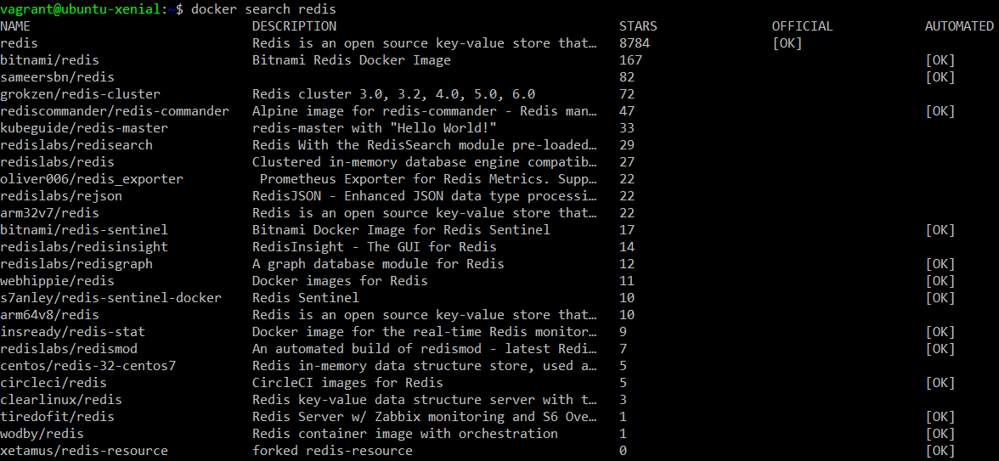 vagrant@ubuntu-xenial:~$ docker search redis
NAME DESCRIPTION STARS OFFICIAL AUTOMATED
redis Redis is an open source key-value store that… 8784 [OK]
bitnami/redis Bitnami Redis Docker Image 167 [OK]
sameersbn/redis 82 [OK]
grokzen/redis-cluster Redis cluster 3.0, 3.2, 4.0, 5.0, 6.0 72
rediscommander/redis-commander Alpine image for redis-commander - Redis man… 47 [OK]
kubeguide/redis-master redis-master with "Hello World!" 33
redislabs/redisearch Redis With the RedisSearch module pre-loaded… 29
redislabs/redis Clustered in-memory database engine compatib… 27
oliver006/redis_exporter Prometheus Exporter for Redis Metrics. Supp… 22
redislabs/rejson RedisJSON - Enhanced JSON data type processi… 22
arm32v7/redis Redis is an open source key-value store that… 22
bitnami/redis-sentinel Bitnami Docker Image for Redis Sentinel 17 [OK]
redislabs/redisinsight RedisInsight - The GUI for Redis 14
redislabs/redisgraph A graph database module for Redis 12 [OK]
webhippie/redis Docker images for Redis 11 [OK]
s7anley/redis-sentinel-docker Redis Sentinel 10 [OK]
arm64v8/redis Redis is an open source key-value store that… 10
insready/redis-stat Docker image for the real-time Redis monitor… 9 [OK]
redislabs/redismod An automated build of redismod - latest Redi… 7 [OK]
centos/redis-32-centos7 Redis in-memory data structure store, used a… 5
circleci/redis CircleCI images for Redis 5 [OK]
clearlinux/redis Redis key-value data structure server with t… 3
tiredofit/redis Redis Server w/ Zabbix monitoring and S6 Ove… 1 [OK]
wodby/redis Redis container image with orchestration 1 [OK]
xetamus/redis-resource forked redis-resource 0 [OK]